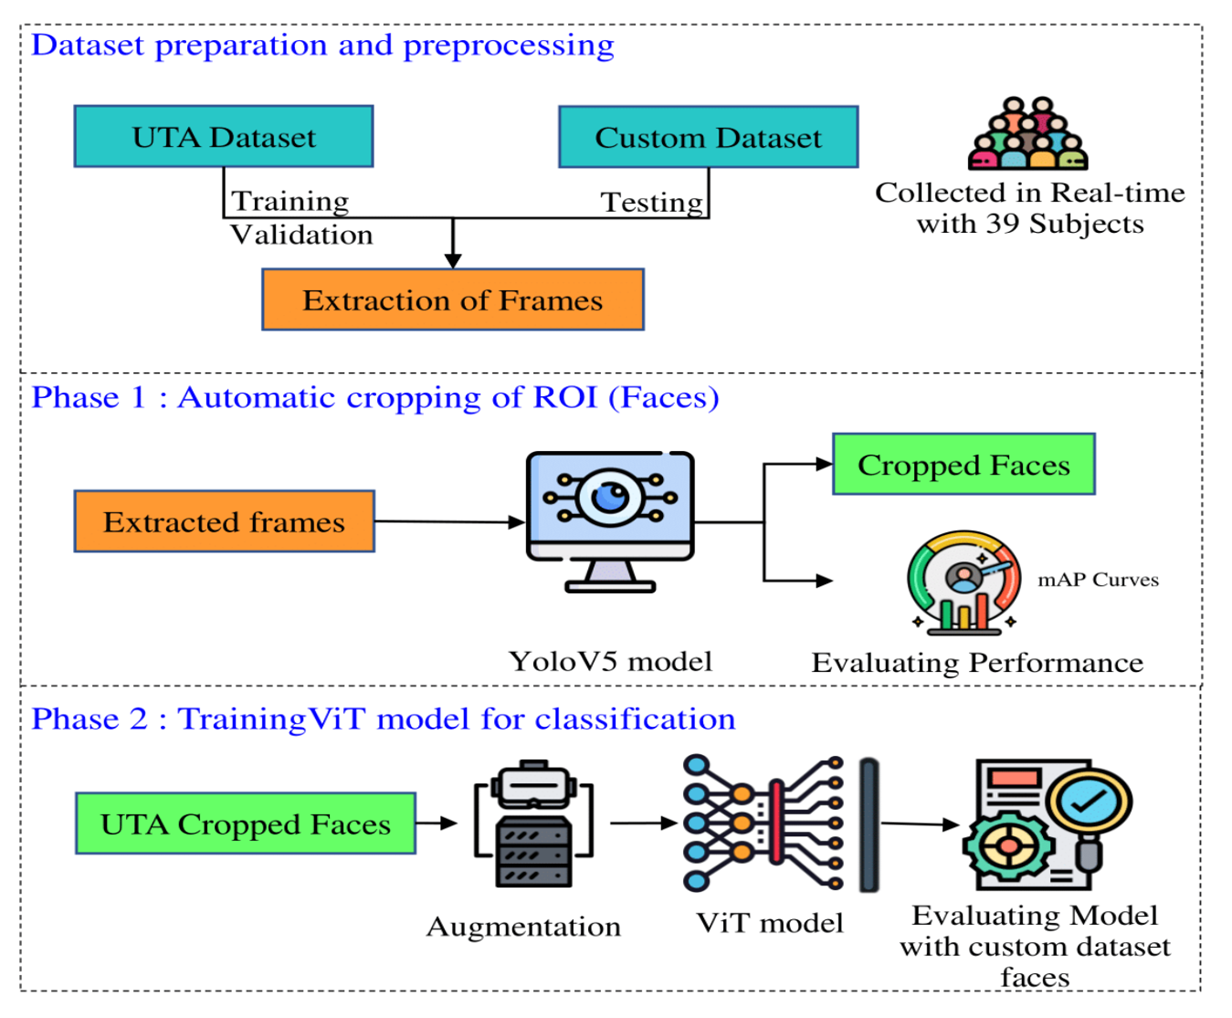 Dataset preparation and preprocessing
UTA Dataset
Custom Dataset
Training
Validation
Testing
Collected in Real-time
with 39 Subjects
Extraction of Frames
Phase 1 : Automatic cropping of ROI (Faces)
Extracted frames
YoloV5 model
Cropped Faces
mAP Curves
Evaluating Performance
Phase 2 : TrainingViT model for classification
UTA Cropped Faces
Augmentation
ViT model
Evaluating Model
with custom dataset
faces